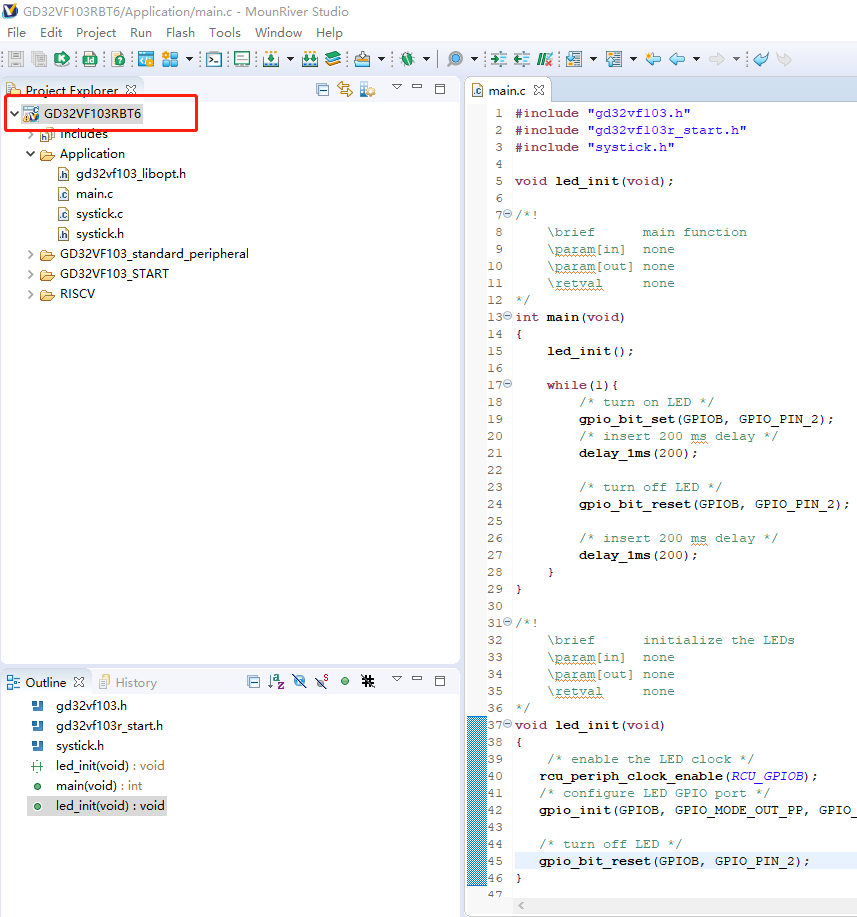 GD32VF103RBT6/Application/main.c - MounRiver Studio
File Edit Project Run Flash Tools Window Help
Project Explorer
GD32VF103RBT6
Includes
Application
gd32vf103_libopt.h
main.c
systick.c
systick.h
GD32VF103_standard_peripheral
GD32VF103_START
RISCV
Outline
History
gd32vf103.h
gd32vf103r_start.h
systick.h
led_init(void) : void
main(void) : int
led_init(void) : void
main.c
1 #include "gd32vf103.h"
2 #include "gd32vf103r_start.h"
3 #include "systick.h"
4
5 void led_init(void);
6
7 /*!
8 \brief main function
9 \param[in] none
10 \param[out] none
11 \retval none
12 */
13 int main(void)
14 {
15 led_init();
16
17 while(1){
18 /* turn on LED */
19 gpio_bit_set(GPIOB, GPIO_PIN_2);
20 /* insert 200 ms delay */
21 delay_1ms(200);
22
23 /* turn off LED */
24 gpio_bit_reset(GPIOB, GPIO_PIN_2);
25
26 /* insert 200 ms delay */
27 delay_1ms(200);
28 }
29 }
30
31 /*!
32 \brief initialize the LEDs
33 \param[in] none
34 \param[out] none
35 \retval none
36 */
37 void led_init(void)
38 {
39 /* enable the LED clock */
40 rcu_periph_clock_enable(RCU_GPIOB);
41 /* configure LED GPIO port */
42 gpio_init(GPIOB, GPIO_MODE_OUT_PP, GPIO_
43
44 /* turn off LED */
45 gpio_bit_reset(GPIOB, GPIO_PIN_2);
46 }
47